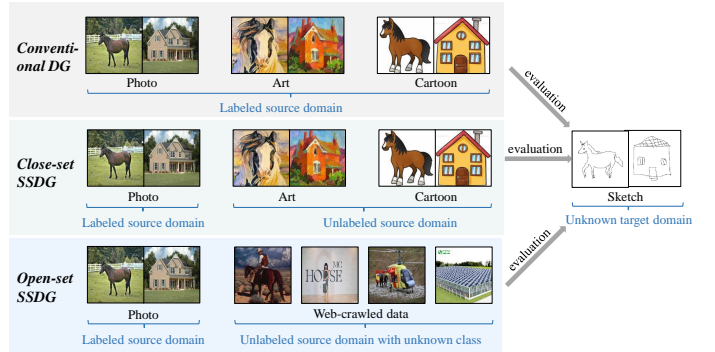 Conventi-
onal DG
Photo
Art
Cartoon
Labeled source domain
Close-set
SSDG
Photo
Art
Cartoon
Labeled source domain
Unlabeled source domain
Open-set
SSDG
HORSE
MC
Photo
Web-crawled data
Labeled source domain
Unlabeled source domain with unknown class
evaluation
evaluation
evaluation
Sketch
Unknown target domain